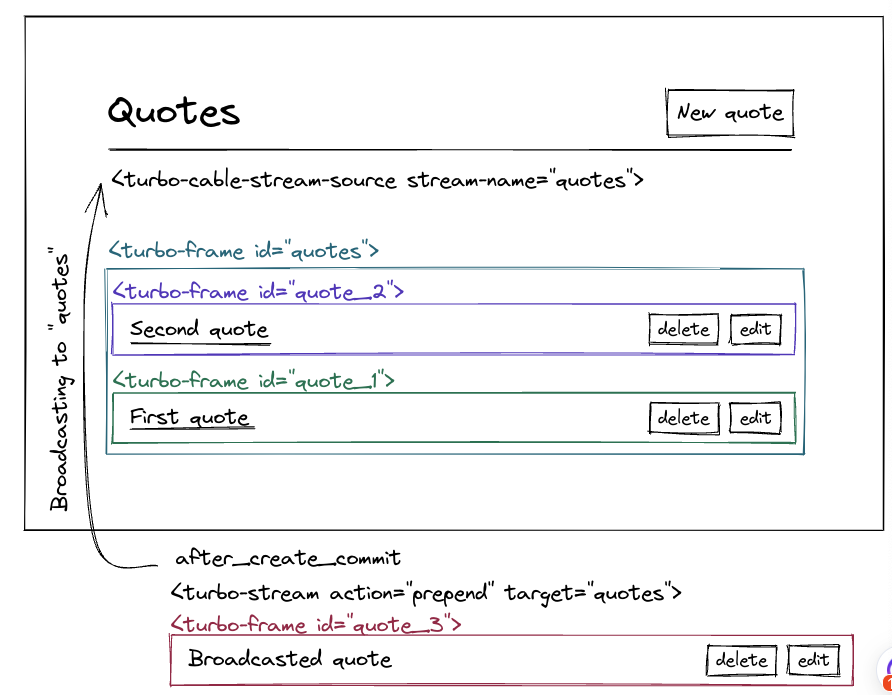 Quotes
New quote
<turbo-cable-stream-source stream-name="quotes">
Broadcasting to "quotes"
<turbo-frame id="quotes">
<turbo-frame id="quote_2">
Second quote delete edit
<turbo-frame id="quote_1">
First quote delete edit
after_create_commit
<turbo-stream action="prepend" target="quotes">
<turbo-frame id="quote_3">
Broadcasted quote delete edit